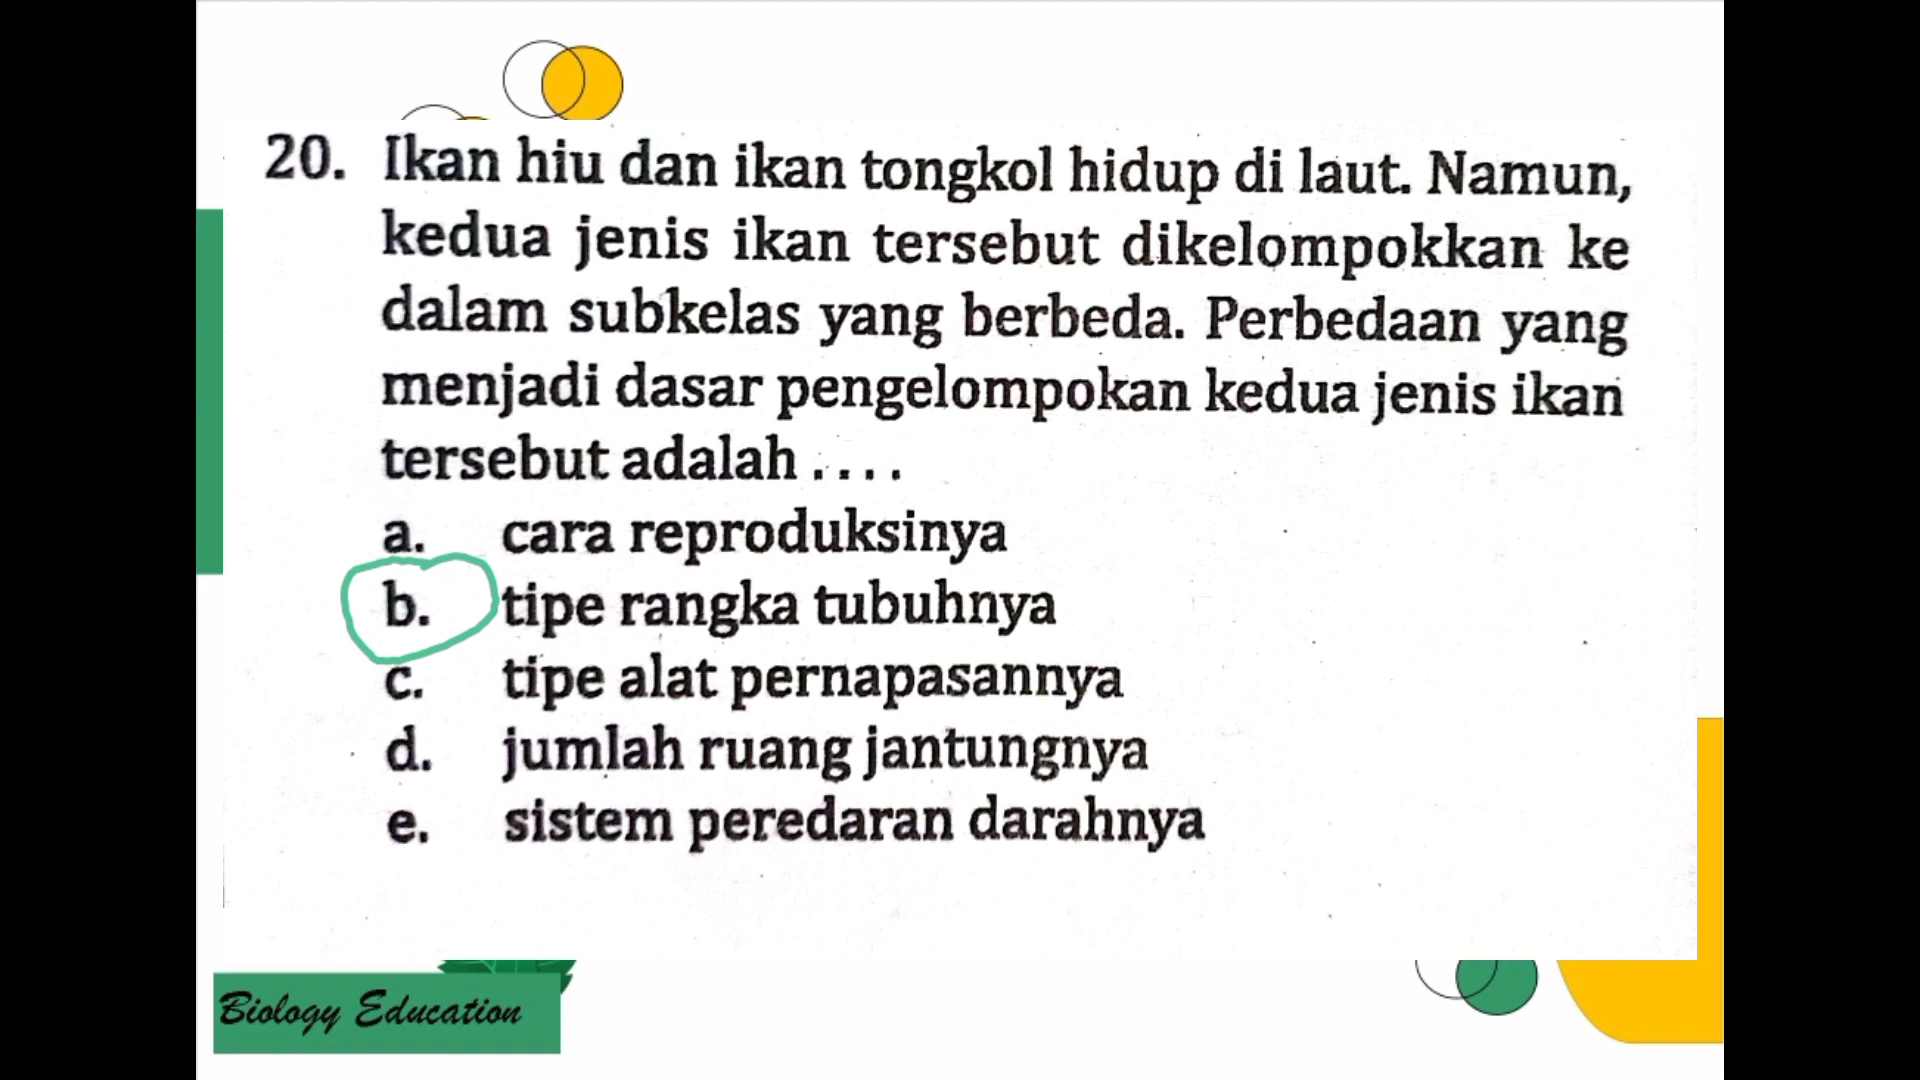 20. Ikan hiu dan ikan tongkol hidup di laut. Namun,
kedua jenis ikan tersebut dikelompokkan ke
dalam subkelas yang berbeda. Perbedaan yang
menjadi dasar pengelompokan kedua jenis ikan
tersebut adalah . . . .
a. cara reproduksinya
b. tipe rangka tubuhnya
c. tipe alat pernapasannya
d. jumlah ruang jantungnya
e. sistem peredaran darahnya
Biology Education